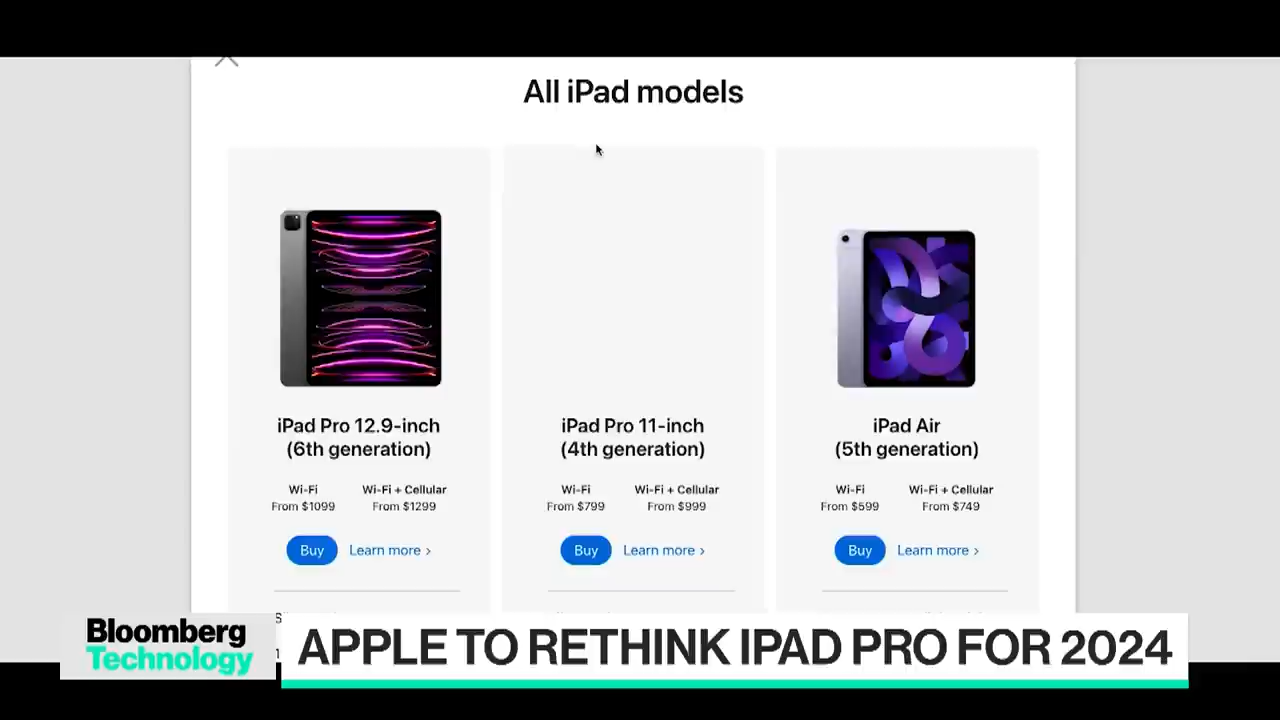 All iPad models
iPad Pro 12.9-inch
(6th generation)
Wi-Fi
From $1099
Wi-Fi + Cellular
From $1299
Buy
Learn more ›
iPad Pro 11-inch
(4th generation)
Wi-Fi
From $799
Wi-Fi + Cellular
From $999
Buy
Learn more ›
iPad Air
(5th generation)
Wi-Fi
From $599
Wi-Fi + Cellular
From $749
Buy
Learn more ›
Bloomberg
Technology
APPLE TO RETHINK IPAD PRO FOR 2024